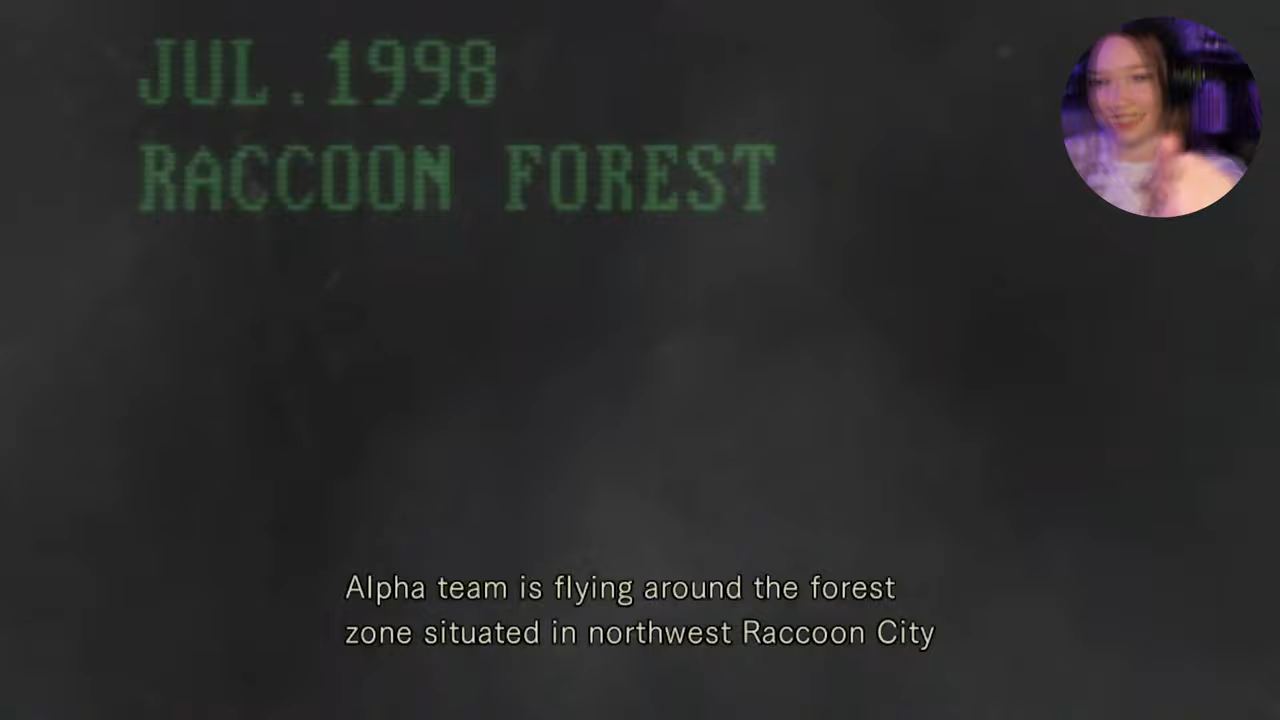 JUL.1998
RACCOON FOREST
Alpha team is flying around the forest
zone situated in northwest Raccoon City